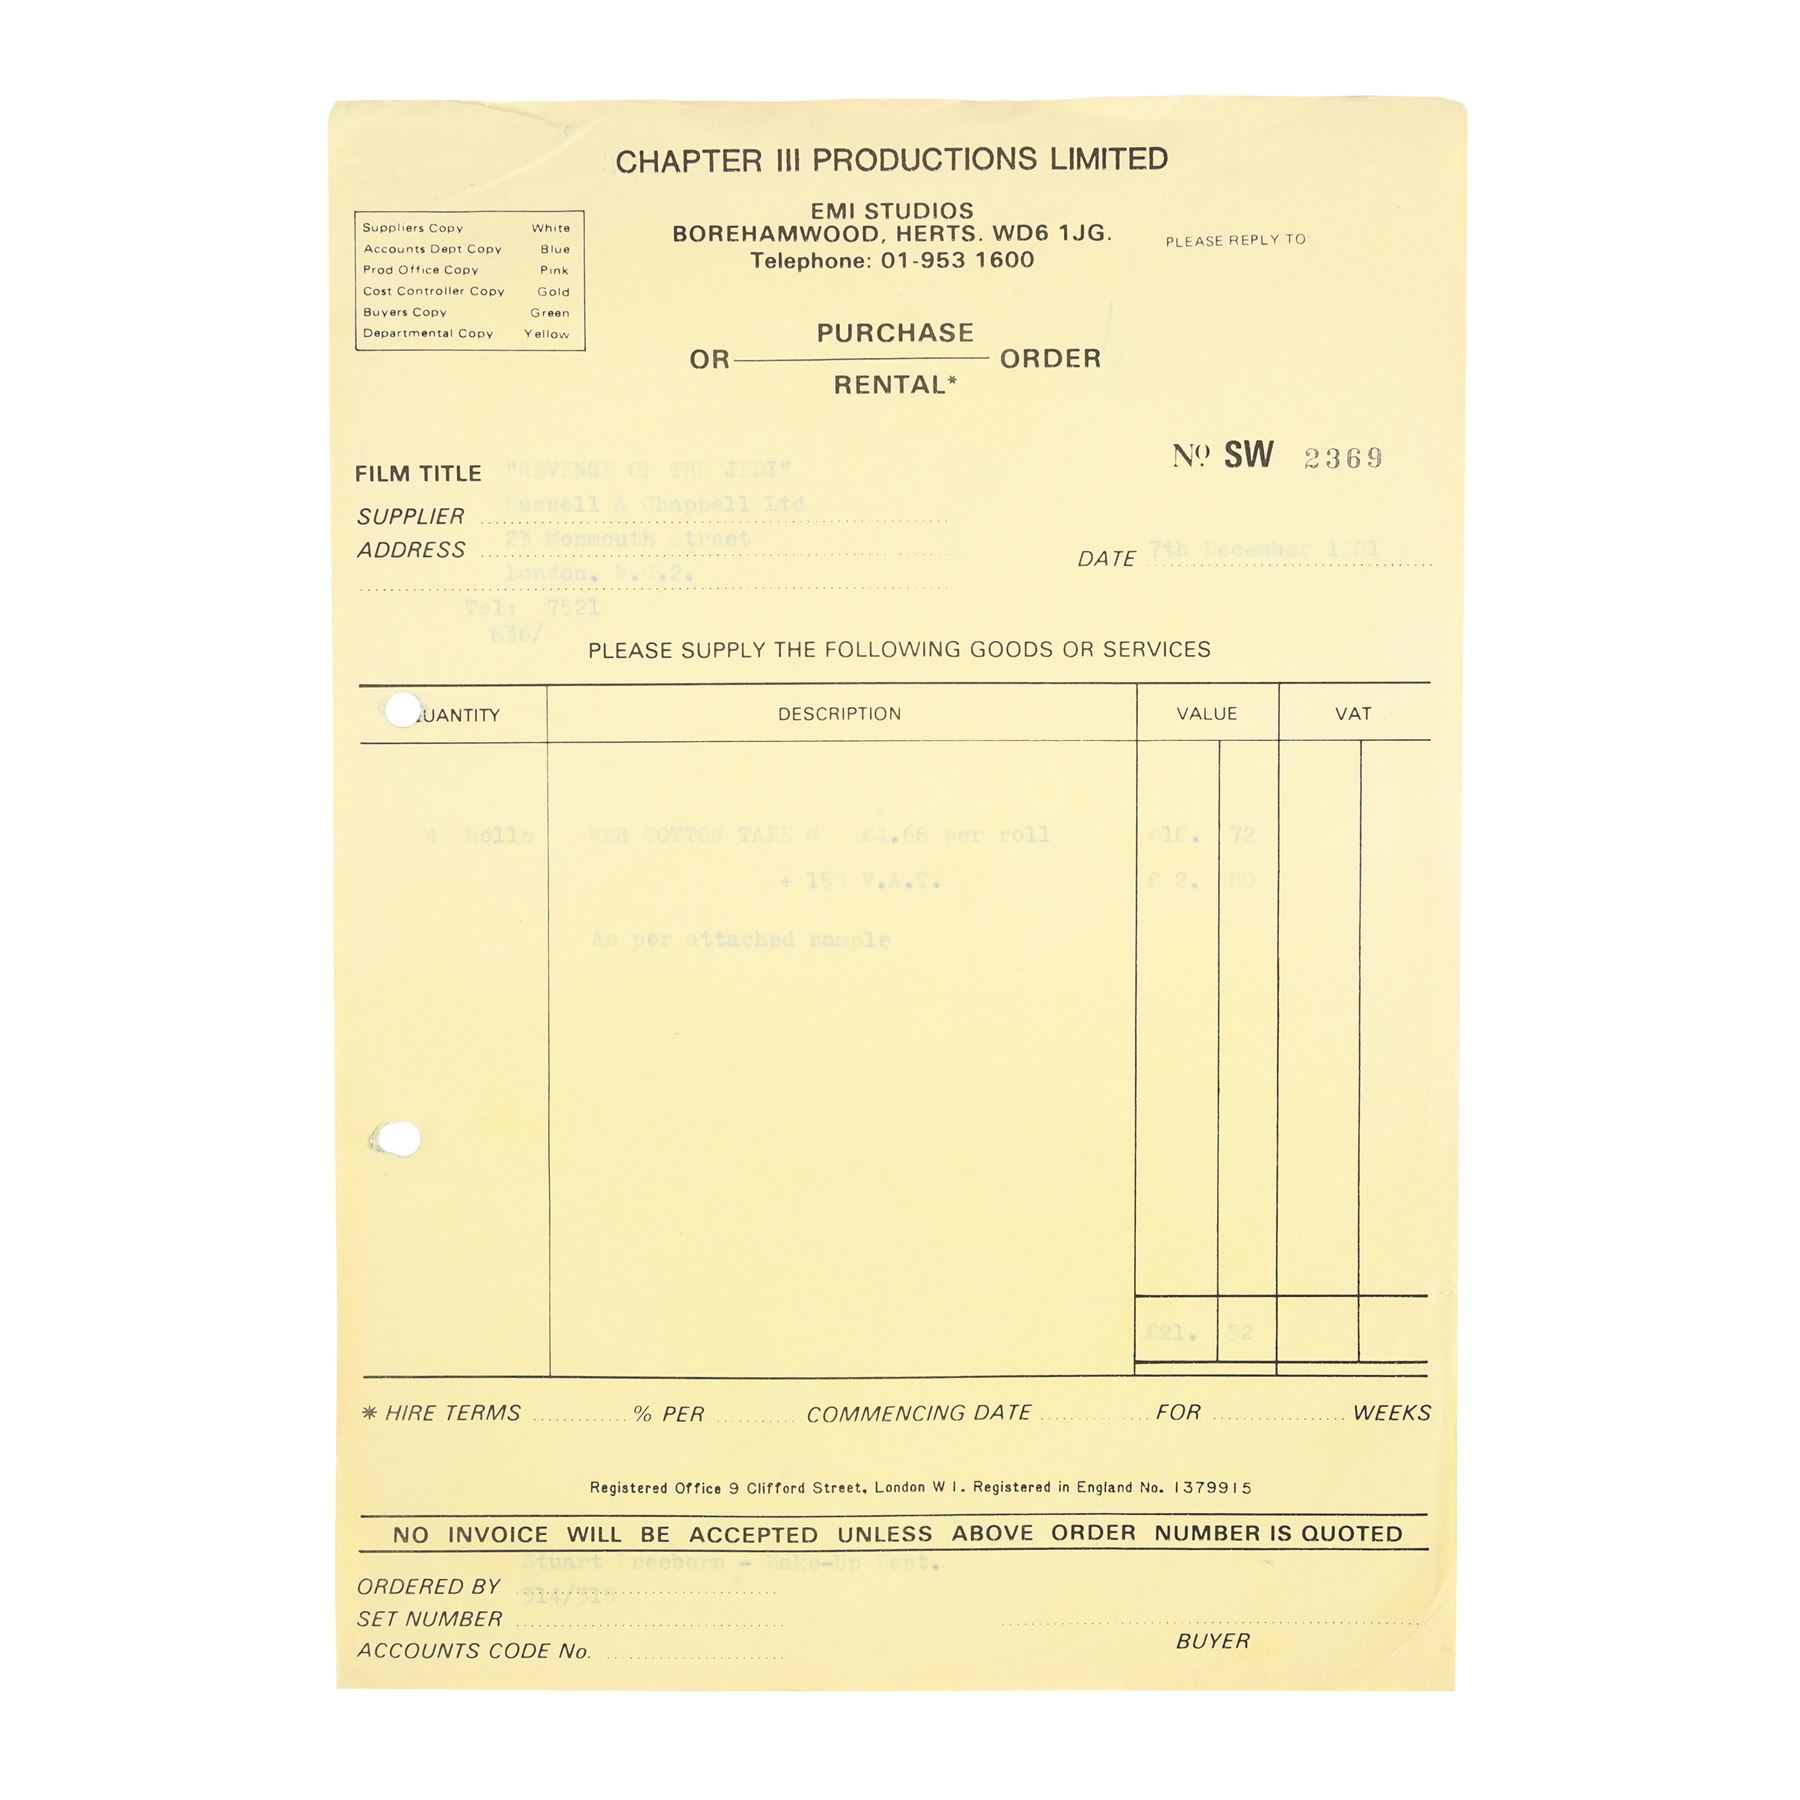 CHAPTER III PRODUCTIONS LIMITED
EMI STUDIOS
BOREHAMWOOD, HERTS. WD6 1JG.
Telephone: 01-953 1600
PLEASE REPLY TO
Suppliers Copy White
Accounts Dept Copy Blue
Prod Office Copy Pink
Cost Controller Copy Gold
Buyers Copy Green
Departmental Copy Yellow
PURCHASE
OR ORDER
RENTAL*
Nº SW 2369
FILM TITLE "REVENGE OF THE JEDI"
SUPPLIER Russell & Chappell Ltd
ADDRESS 23 Monmouth Street
London. W.C.2.
DATE 7th December 1981
Tel: 7521
836/
PLEASE SUPPLY THE FOLLOWING GOODS OR SERVICES
QUANTITY DESCRIPTION VALUE VAT
4 Rolls WEB COTTON TAPE @ £4.68 per roll £18. 72
+ 15% V.A.T. £ 2. 80
As per attached sample
£21. 52
* HIRE TERMS ............ % PER .......... COMMENCING DATE .............. FOR ................. WEEKS
Registered Office 9 Clifford Street, London W1. Registered in England No. 1379915
NO INVOICE WILL BE ACCEPTED UNLESS ABOVE ORDER NUMBER IS QUOTED
Stuart Freeborn - Make-Up Dept.
ORDERED BY 314/315
SET NUMBER
ACCOUNTS CODE No.
BUYER